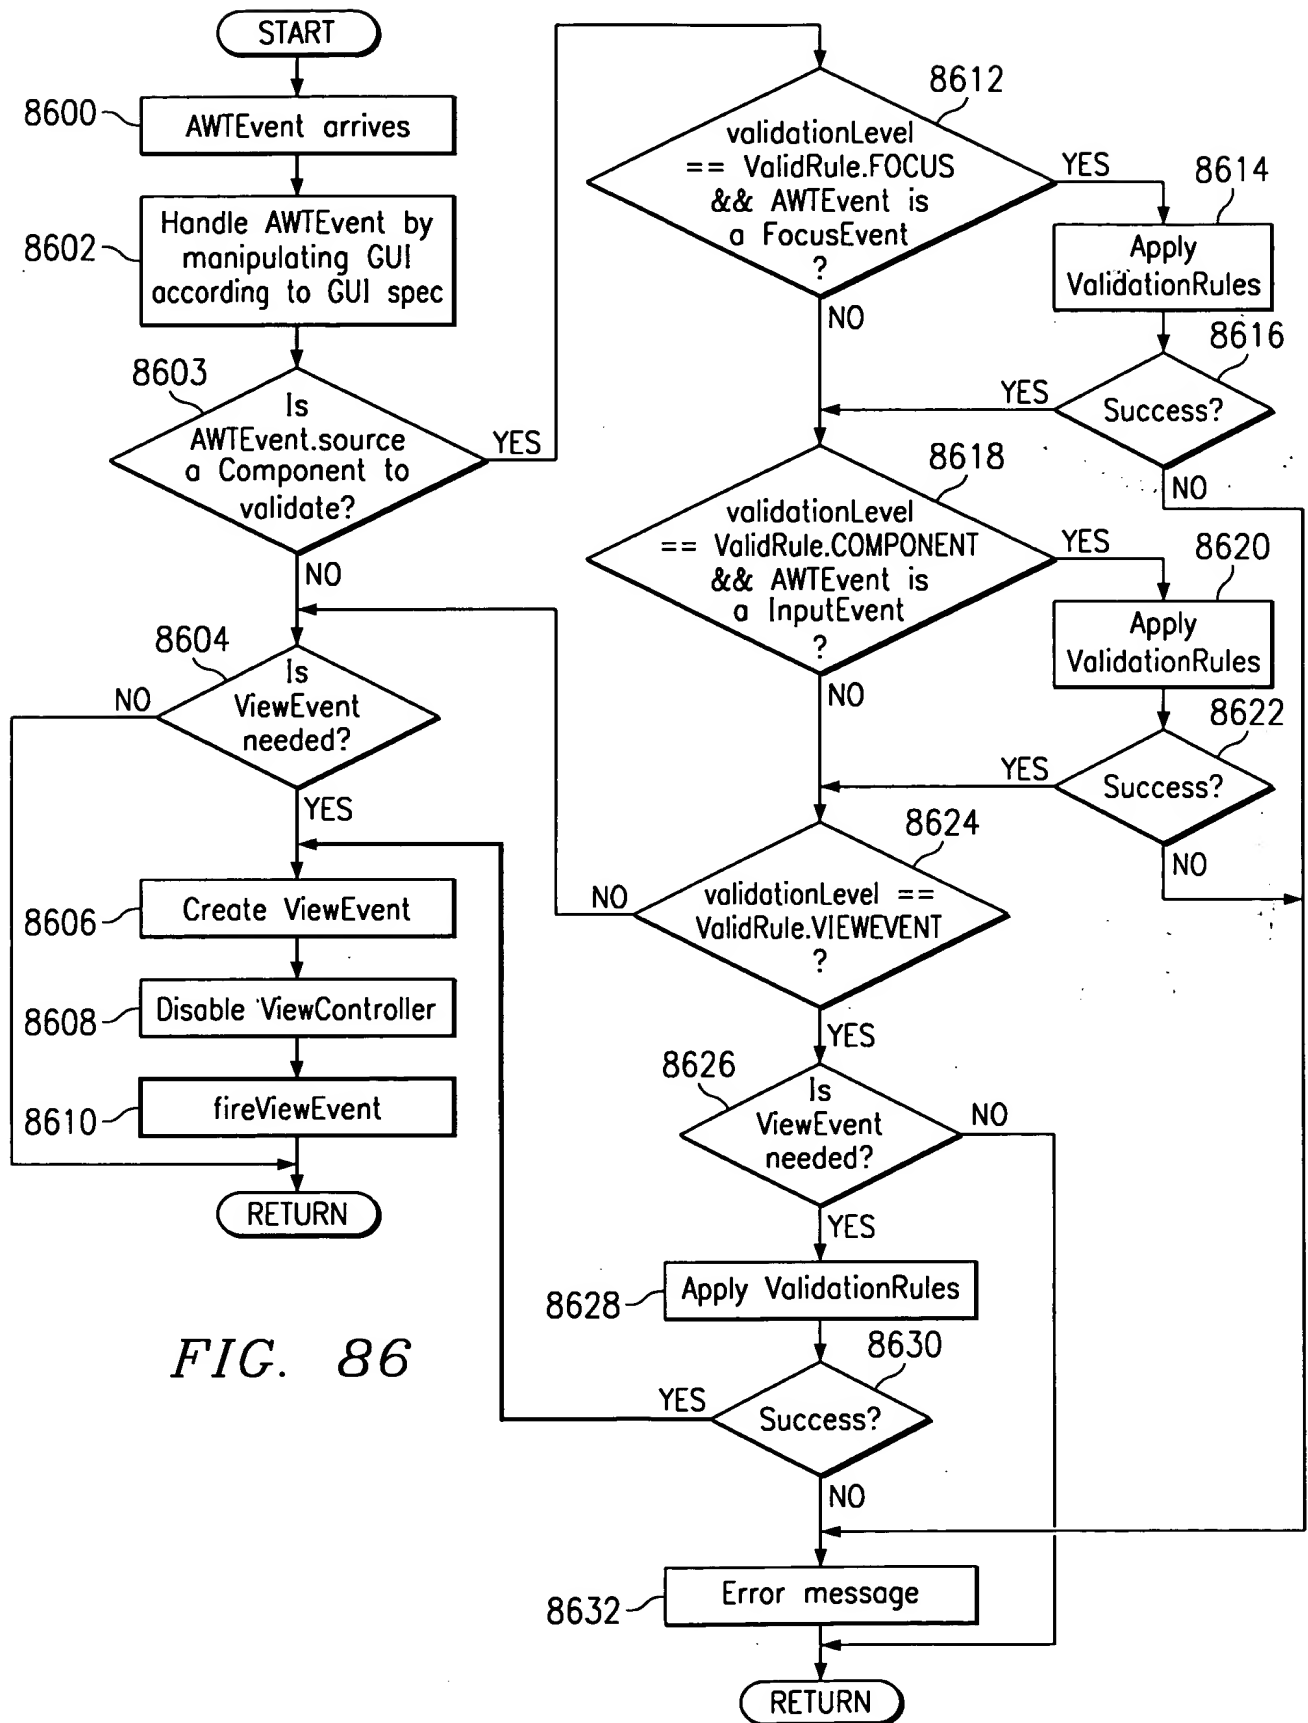 START
8600
AWTEvent arrives
8602
Handle AWTEvent by
manipulating GUI
according to GUI spec
8603
Is
AWTEvent.source
a Component to
validate?
YES
NO
8604
Is
ViewEvent
needed?
NO
YES
8606
Create ViewEvent
8608
Disable ViewController
8610
fireViewEvent
RETURN
FIG. 86
8612
validationLevel
== ValidRule.FOCUS
&& AWTEvent is
a FocusEvent
?
YES
NO
8614
Apply
ValidationRules
8616
Success?
YES
NO
8618
validationLevel
== ValidRule.COMPONENT
&& AWTEvent is
a InputEvent
?
YES
NO
8620
Apply
ValidationRules
8622
Success?
YES
NO
8624
validationLevel ==
ValidRule.VIEWEVENT
?
NO
YES
8626
Is
ViewEvent
needed?
NO
YES
8628
Apply ValidationRules
8630
Success?
YES
NO
8632
Error message
RETURN